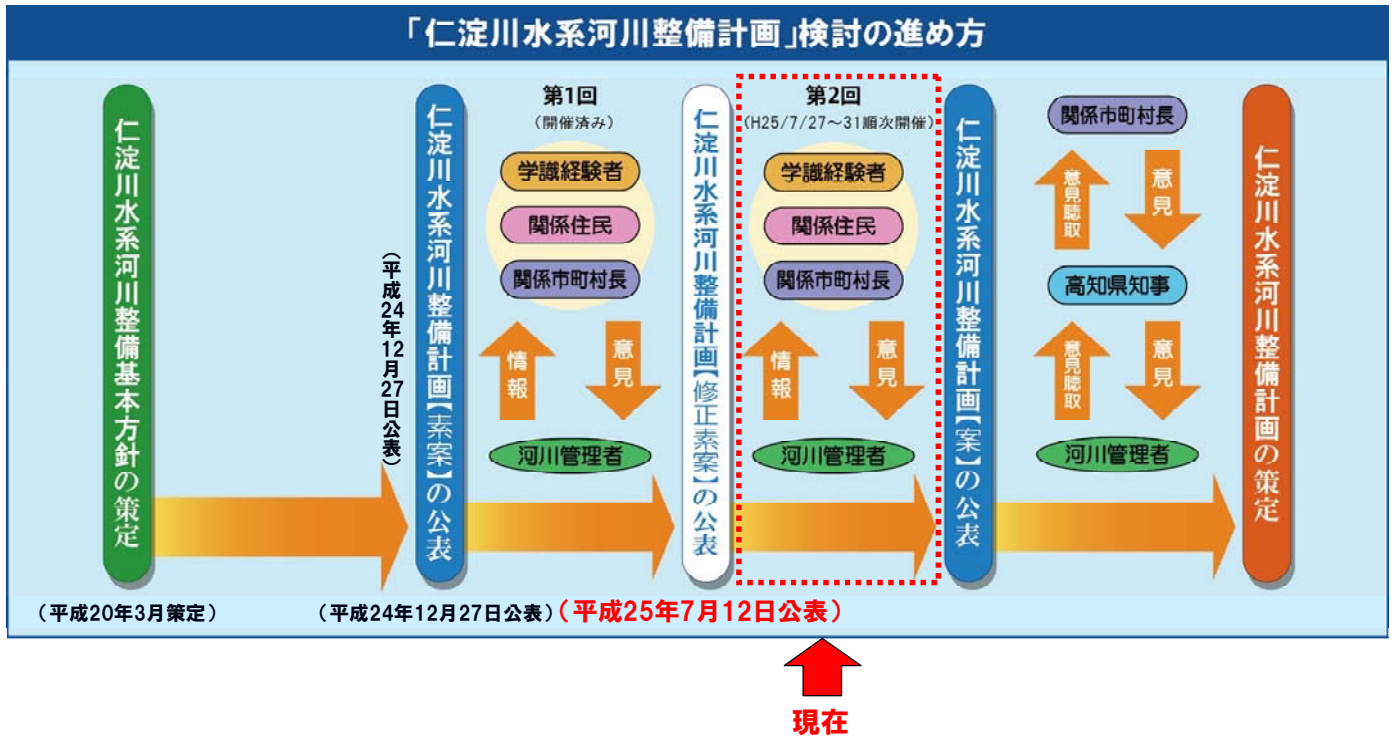 「仁淀川水系河川整備計画」検討の進め方
仁淀川水系河川整備基本方針の策定
(平成20年3月策定)
(平成24年12月27日公表)
仁淀川水系河川整備計画【素案】の公表
(平成24年12月27日公表)
第1回
(開催済み)
学識経験者
関係住民
関係市町村長
情報
意見
河川管理者
仁淀川水系河川整備計画【修正素案】の公表
(平成25年7月12日公表)
第2回
(H25/7/27~31順次開催)
学識経験者
関係住民
関係市町村長
情報
意見
河川管理者
現在
仁淀川水系河川整備計画【案】の公表
関係市町村長
意見聴取
意見
高知県知事
意見聴取
意見
河川管理者
仁淀川水系河川整備計画の策定